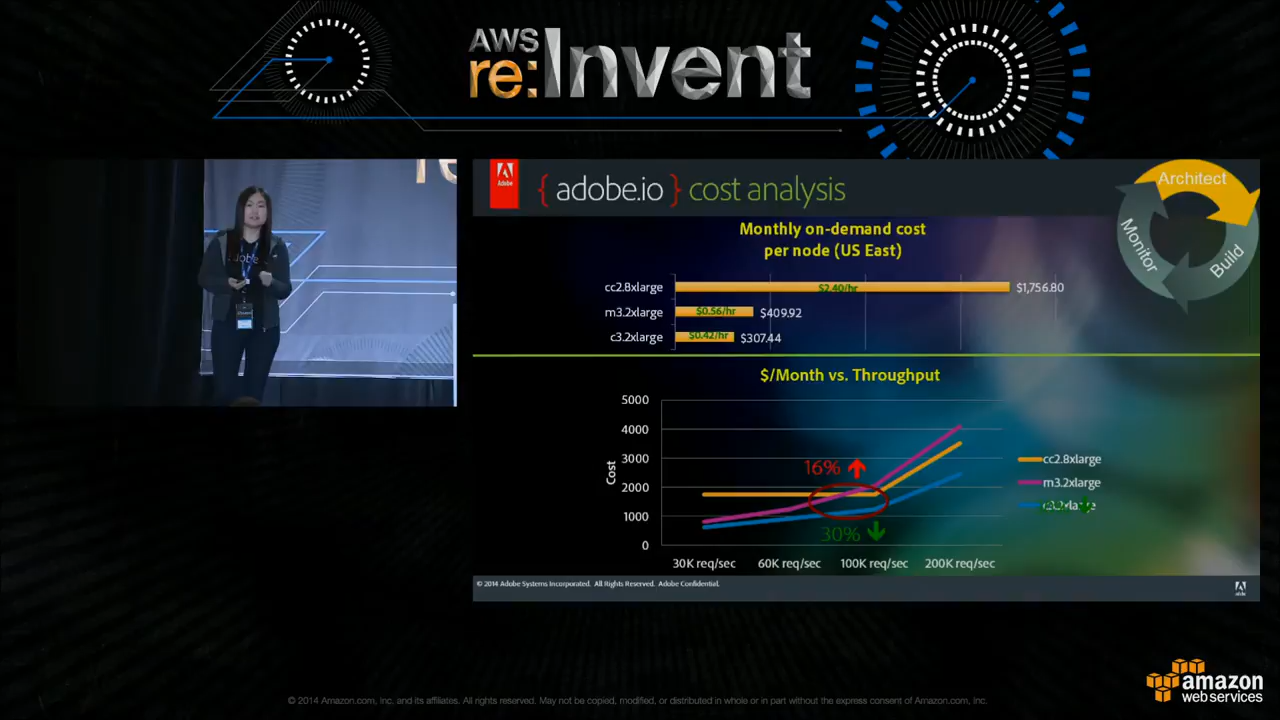 AWS
re:Invent
Adobe
{ adobe.io } cost analysis
Architect
Monitor
Build
Monthly on-demand cost
per node (US East)
cc2.8xlarge $2.40/hr $1,756.80
m3.2xlarge $0.56/hr $409.92
c3.2xlarge $0.42/hr $307.44
$/Month vs. Throughput
5000
4000
3000
2000
1000
0
Cost
16%
30%
30K req/sec 60K req/sec 100K req/sec 200K req/sec
cc2.8xlarge
m3.2xlarge
© 2014 Adobe Systems Incorporated. All Rights Reserved. Adobe Confidential.
Adobe
amazon
web services
© 2014 Amazon.com, Inc. and its affiliates. All rights reserved. May not be copied, modified, or distributed in whole or in part without the express consent of Amazon.com, Inc.